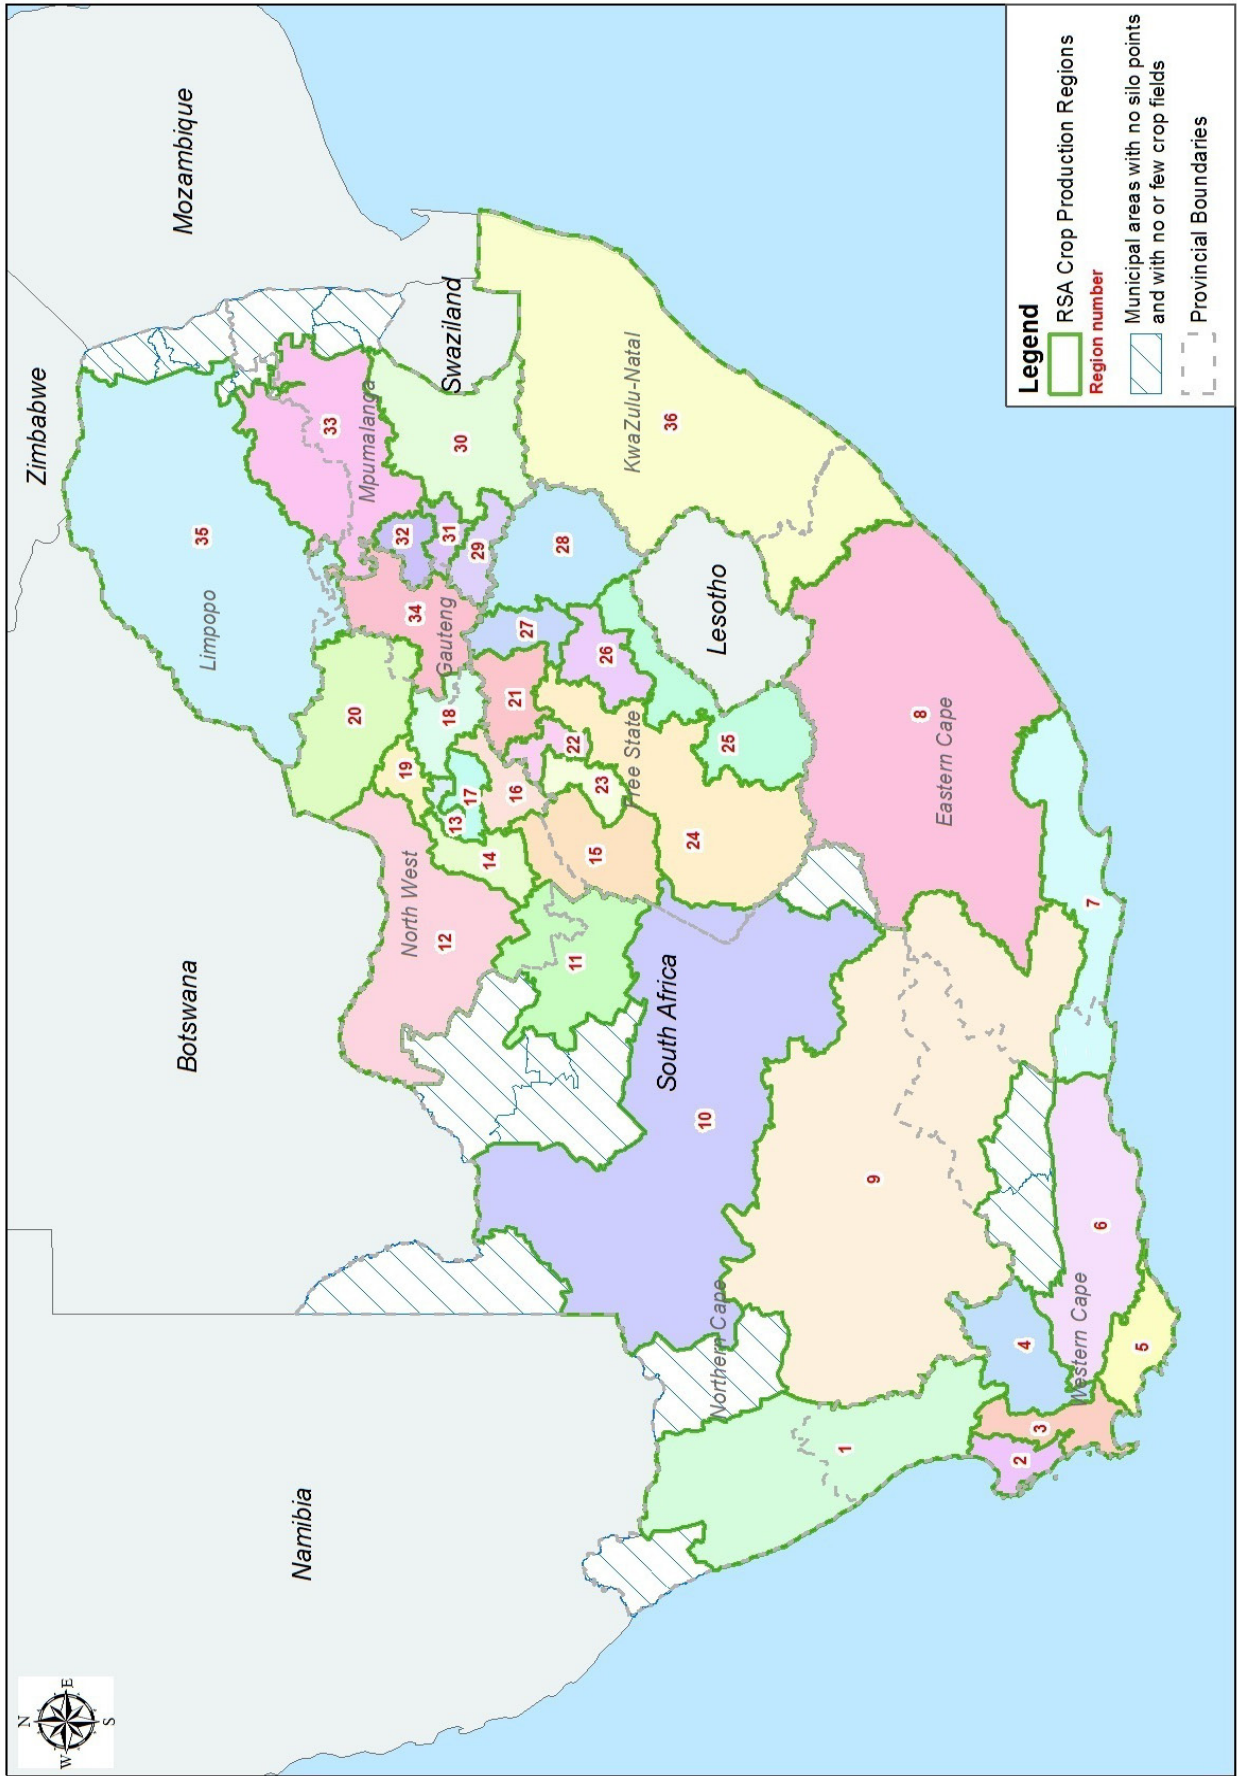 N
W
E
S
Zimbabwe
Mozambique
Botswana
Namibia
Swaziland
Lesotho
South Africa
Limpopo
Mpumalanga
Gauteng
North West
Free State
KwaZulu-Natal
Eastern Cape
Northern Cape
Western Cape
1
2
3
4
5
6
7
8
9
10
11
12
13
14
15
16
17
18
19
20
21
22
23
24
25
26
27
28
29
30
31
32
33
34
35
36
Legend
RSA Crop Production Regions
Region number
Municipal areas with no silo points
and with no or few crop fields
Provincial Boundaries